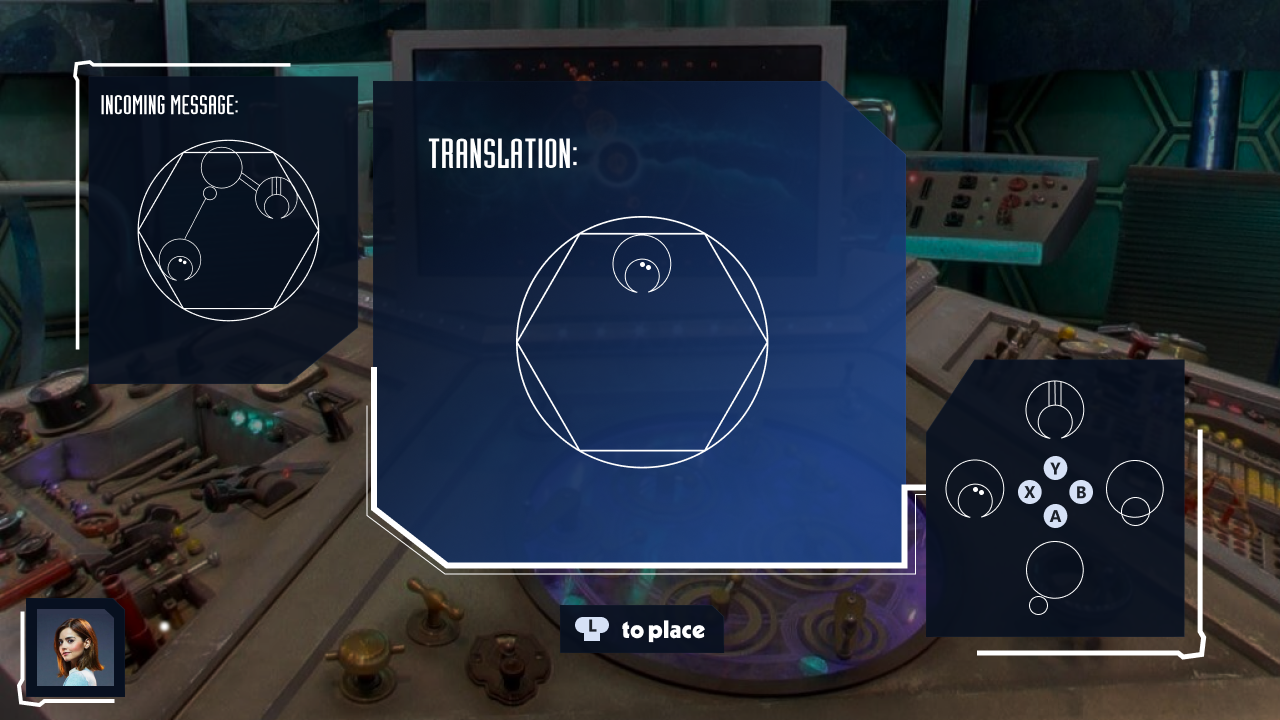 INCOMING MESSAGE:
TRANSLATION:
Y
X B
A
L to place